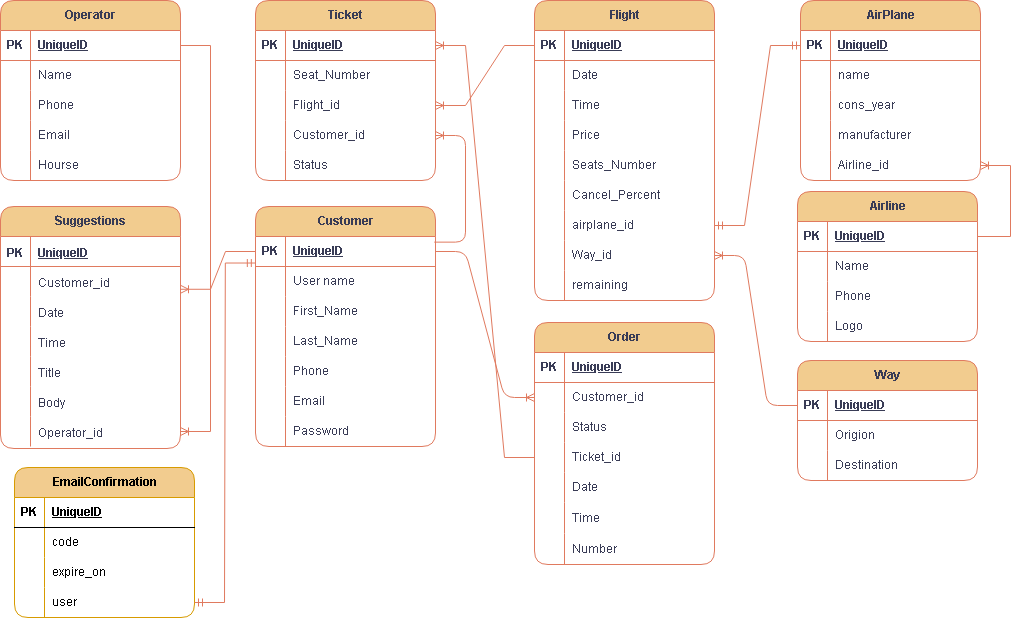 Operator
PK UniqueID
Name
Phone
Email
Hourse
Ticket
PK UniqueID
Seat_Number
Flight_id
Customer_id
Status
Flight
PK UniqueID
Date
Time
Price
Seats_Number
Cancel_Percent
airplane_id
Way_id
remaining
AirPlane
PK UniqueID
name
cons_year
manufacturer
Airline_id
Suggestions
PK UniqueID
Customer_id
Date
Time
Title
Body
Operator_id
Customer
PK UniqueID
User name
First_Name
Last_Name
Phone
Email
Password
Order
PK UniqueID
Customer_id
Status
Ticket_id
Date
Time
Number
Airline
PK UniqueID
Name
Phone
Logo
Way
PK UniqueID
Origion
Destination
EmailConfirmation
PK UniqueID
code
expire_on
user